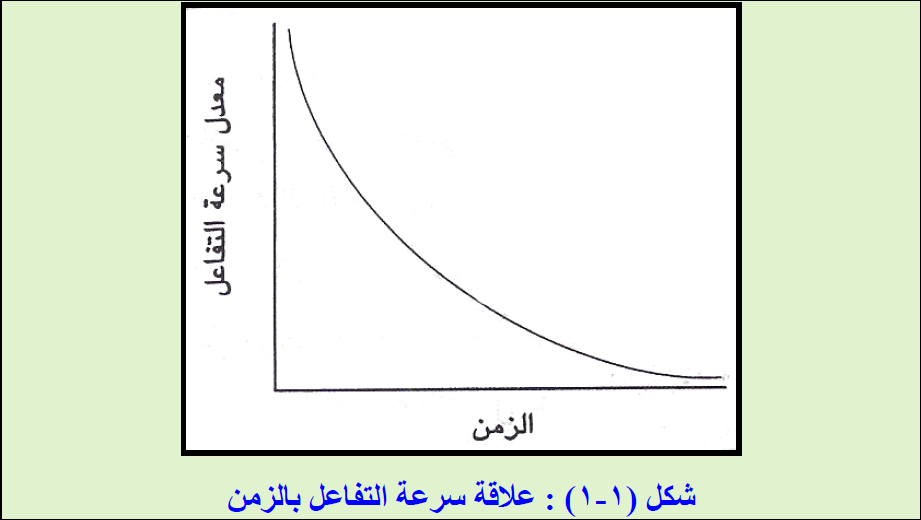 معدل سرعة التفاعل
الزمن
شكل (١-١) : علاقة سرعة التفاعل بالزمن